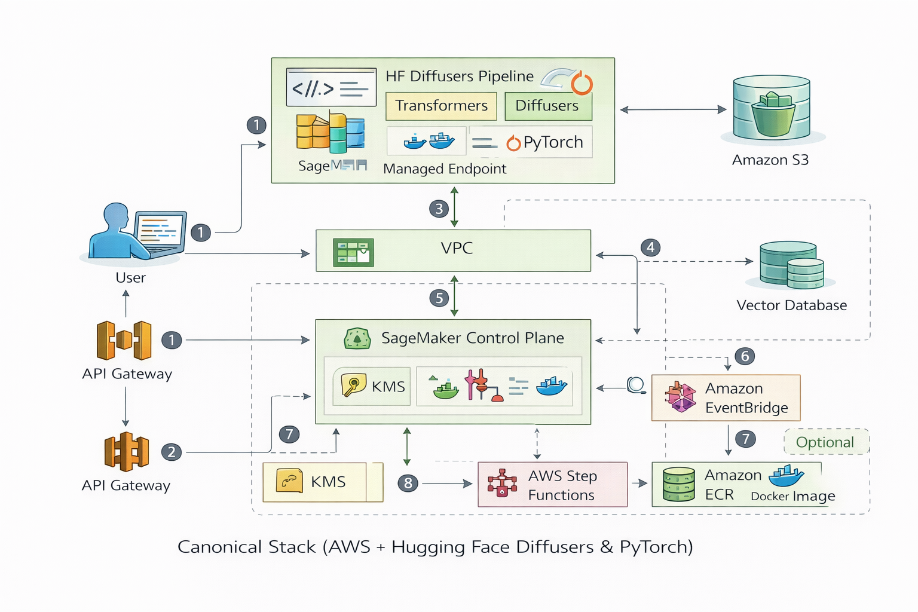 HF Diffusers Pipeline
</> 
Transformers
Diffusers
1
PyTorch
Managed Endpoint
Amazon S3
3
1
4
VPC
User
Vector Database
5
SageMaker Control Plane
1
6
API Gateway
KMS
Amazon
EventBridge
7
7
Optional
2
API Gateway
KMS
8
AWS Step
Functions
Amazon
ECR
Docker Image
Canonical Stack (AWS + Hugging Face Diffusers & PyTorch)